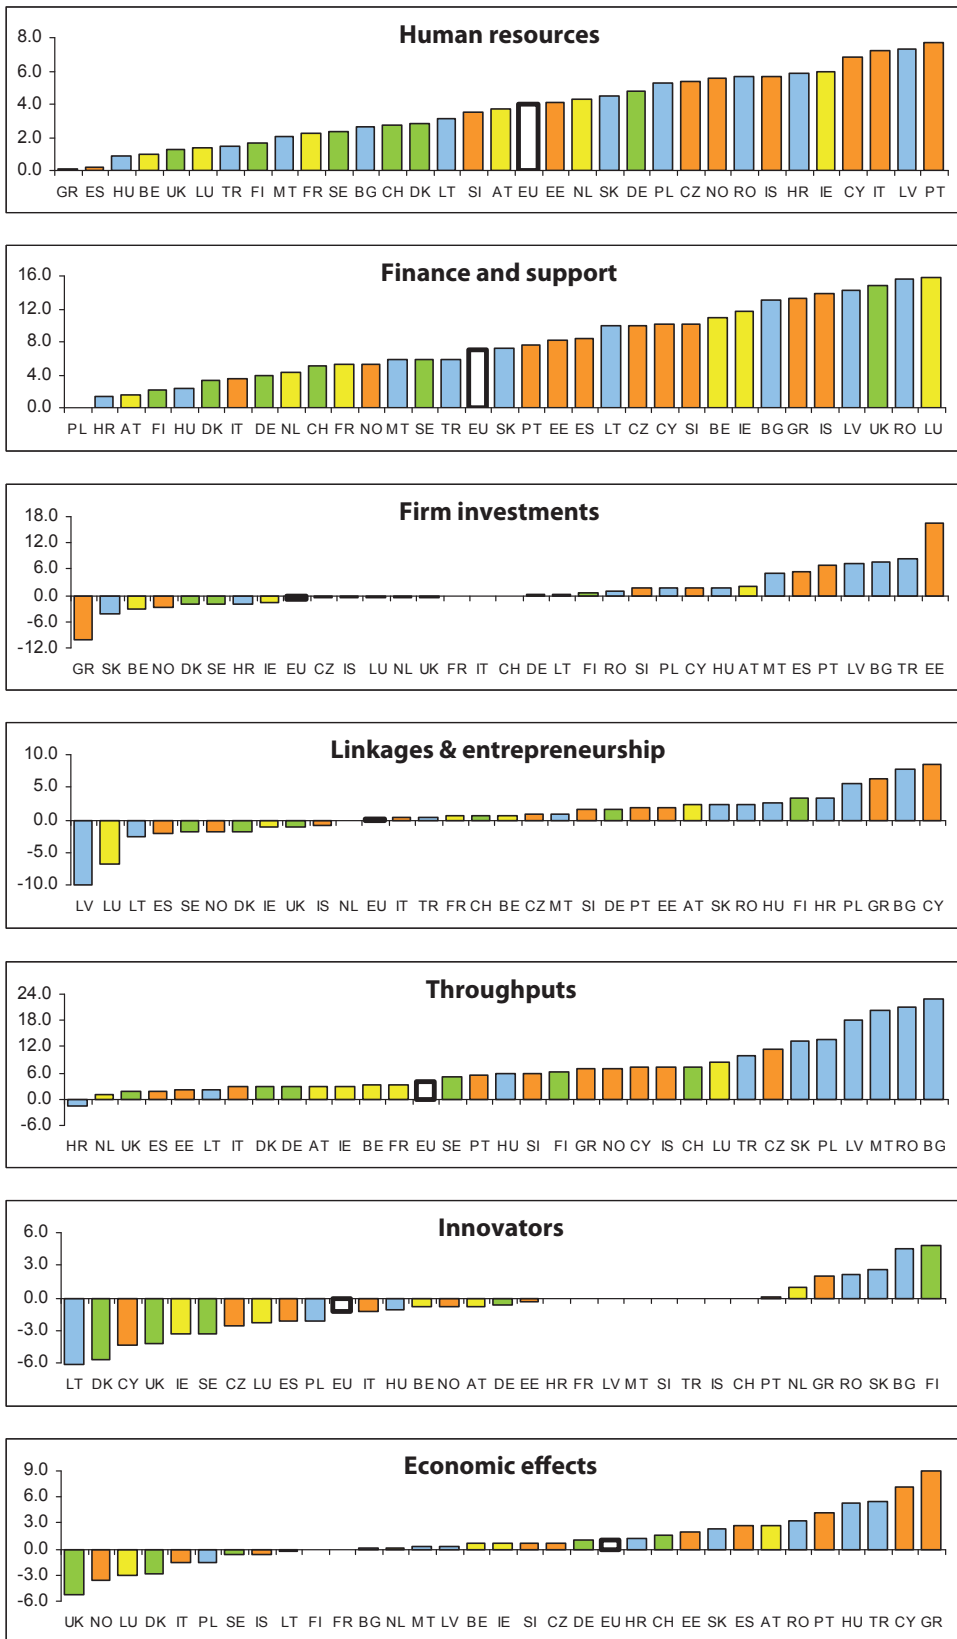 Human resources
8.0
6.0
4.0
2.0
0.0
GR ES HU BE UK LU TR FI MT FR SE BG CH DK LT SI AT EU EE NL SK DE PL CZ NO RO IS HR IE CY IT LV PT
Finance and support
16.0
12.0
8.0
4.0
0.0
PL HR AT FI HU DK IT DE NL CH FR NO MT SE TR EU SK PT EE ES LT CZ CY SI BE IE BG GR IS LV UK RO LU
Firm investments
18.0
12.0
6.0
0.0
-6.0
-12.0
GR SK BE NO DK SE HR IE EU CZ IS LU NL UK FR IT CH DE LT FI RO SI PL CY HU AT MT ES PT LV BG TR EE
Linkages & entrepreneurship
10.0
5.0
0.0
-5.0
-10.0
LV LU LT ES SE NO DK IE UK IS NL EU IT TR FR CH BE CZ MT SI DE PT EE AT SK RO HU FI HR PL GR BG CY
Throughputs
24.0
18.0
12.0
6.0
0.0
-6.0
HR NL UK ES EE LT IT DK DE AT IE BE FR EU SE PT HU SI FI GR NO CY IS CH LU TR CZ SK PL LV MT RO BG
Innovators
6.0
3.0
0.0
-3.0
-6.0
LT DK CY UK IE SE CZ LU ES PL EU IT HU BE NO AT DE EE HR FR LV MT SI TR IS CH PT NL GR RO SK BG FI
Economic effects
9.0
6.0
3.0
0.0
-3.0
-6.0
UK NO LU DK IT PL SE IS LT FI FR BG NL MT LV BE IE SI CZ DE EU HR CH EE SK ES AT RO PT HU TR CY GR